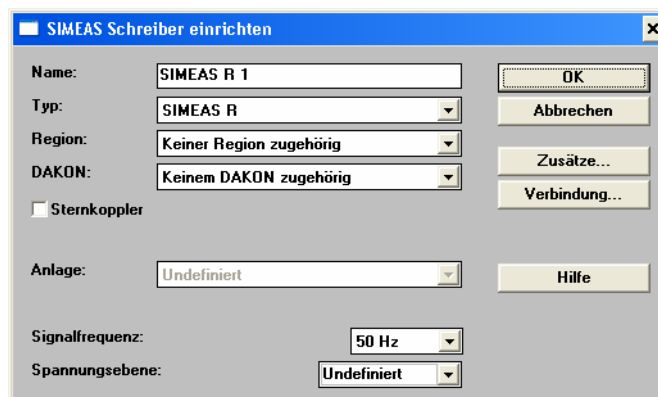 SIMEAS Schreiber einrichten
Name: SIMEAS R 1 OK
Typ: SIMEAS R Abbrechen
Region: Keiner Region zugehörig
Zusätze...
DAKON: Keinem DAKON zugehörig
Verbindung...
Sternkoppler
Anlage: Undefiniert Hilfe
Signalfrequenz: 50 Hz
Spannungsebene: Undefiniert